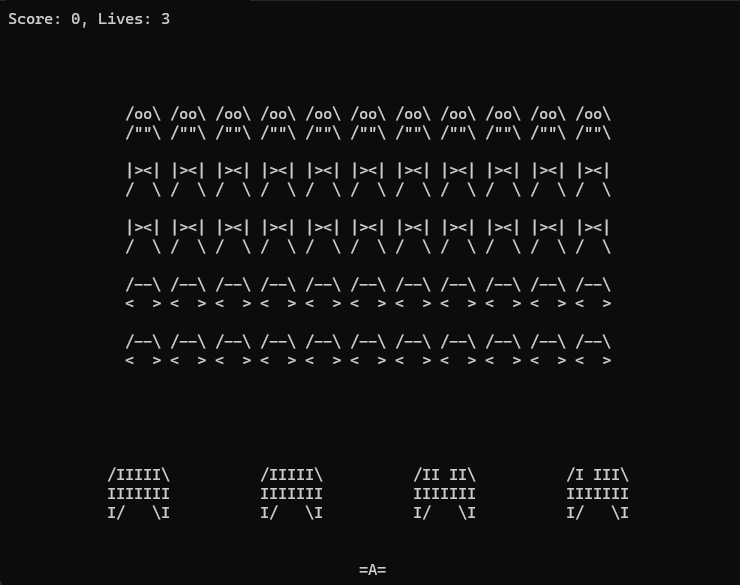 Score: 0, Lives: 3
/oo\ /oo\ /oo\ /oo\ /oo\ /oo\ /oo\ /oo\ /oo\ /oo\ /oo\
/""\ /""\ /""\ /""\ /""\ /""\ /""\ /""\ /""\ /""\ /""\
|><| |><| |><| |><| |><| |><| |><| |><| |><| |><| |><|
/  \ /  \ /  \ /  \ /  \ /  \ /  \ /  \ /  \ /  \ /  \
|><| |><| |><| |><| |><| |><| |><| |><| |><| |><| |><|
/  \ /  \ /  \ /  \ /  \ /  \ /  \ /  \ /  \ /  \ /  \
/--\ /--\ /--\ /--\ /--\ /--\ /--\ /--\ /--\ /--\ /--\
<  > <  > <  > <  > <  > <  > <  > <  > <  > <  > <  >
/--\ /--\ /--\ /--\ /--\ /--\ /--\ /--\ /--\ /--\ /--\
<  > <  > <  > <  > <  > <  > <  > <  > <  > <  > <  >
/IIIII\          /IIIII\          /II II\          /I III\
IIIIIII          IIIIIII          IIIIIII          IIIIIII
I/   \I          I/   \I          I/   \I          I/   \I
=A=